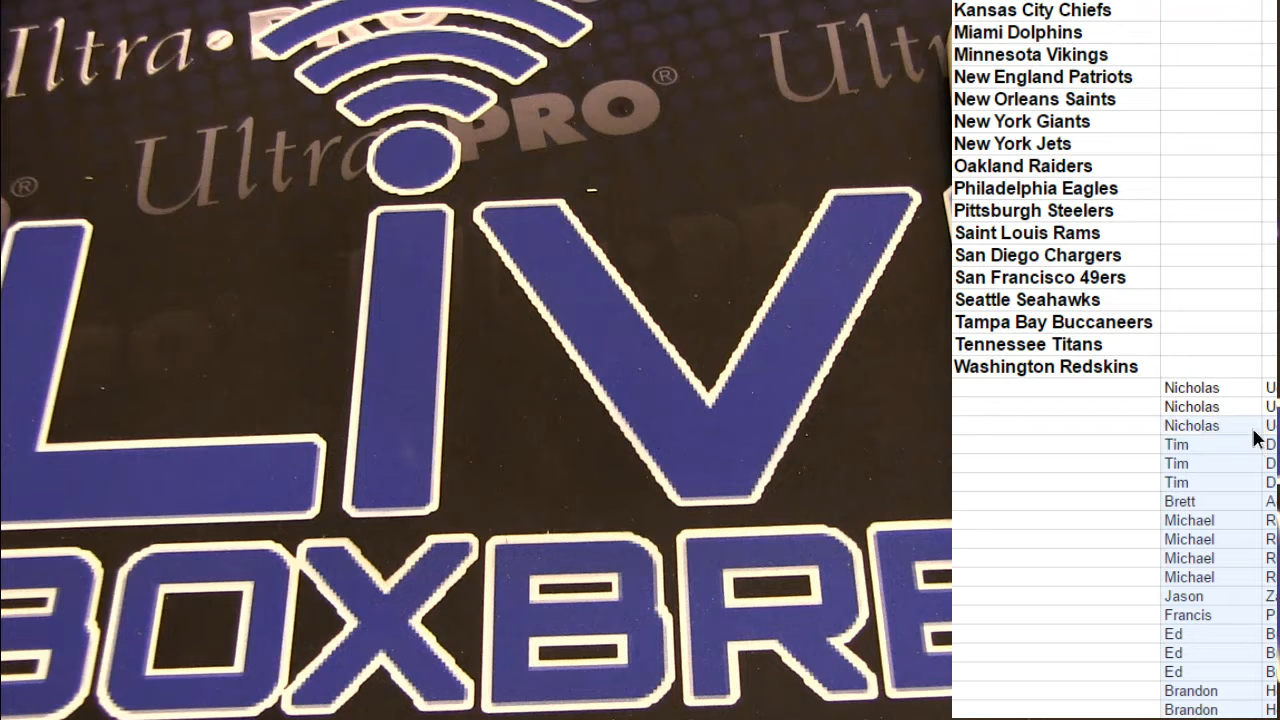 Ultra•PRO
Ultra
Ultra•PRO®
®
LiV
BOXBRE
Kansas City Chiefs
Miami Dolphins
Minnesota Vikings
New England Patriots
New Orleans Saints
New York Giants
New York Jets
Oakland Raiders
Philadelphia Eagles
Pittsburgh Steelers
Saint Louis Rams
San Diego Chargers
San Francisco 49ers
Seattle Seahawks
Tampa Bay Buccaneers
Tennessee Titans
Washington Redskins
Nicholas U
Nicholas U
Nicholas U
Tim D
Tim D
Tim D
Brett A
Michael R
Michael R
Michael R
Michael R
Jason Z
Francis P
Ed B
Ed B
Ed B
Brandon H
Brandon H